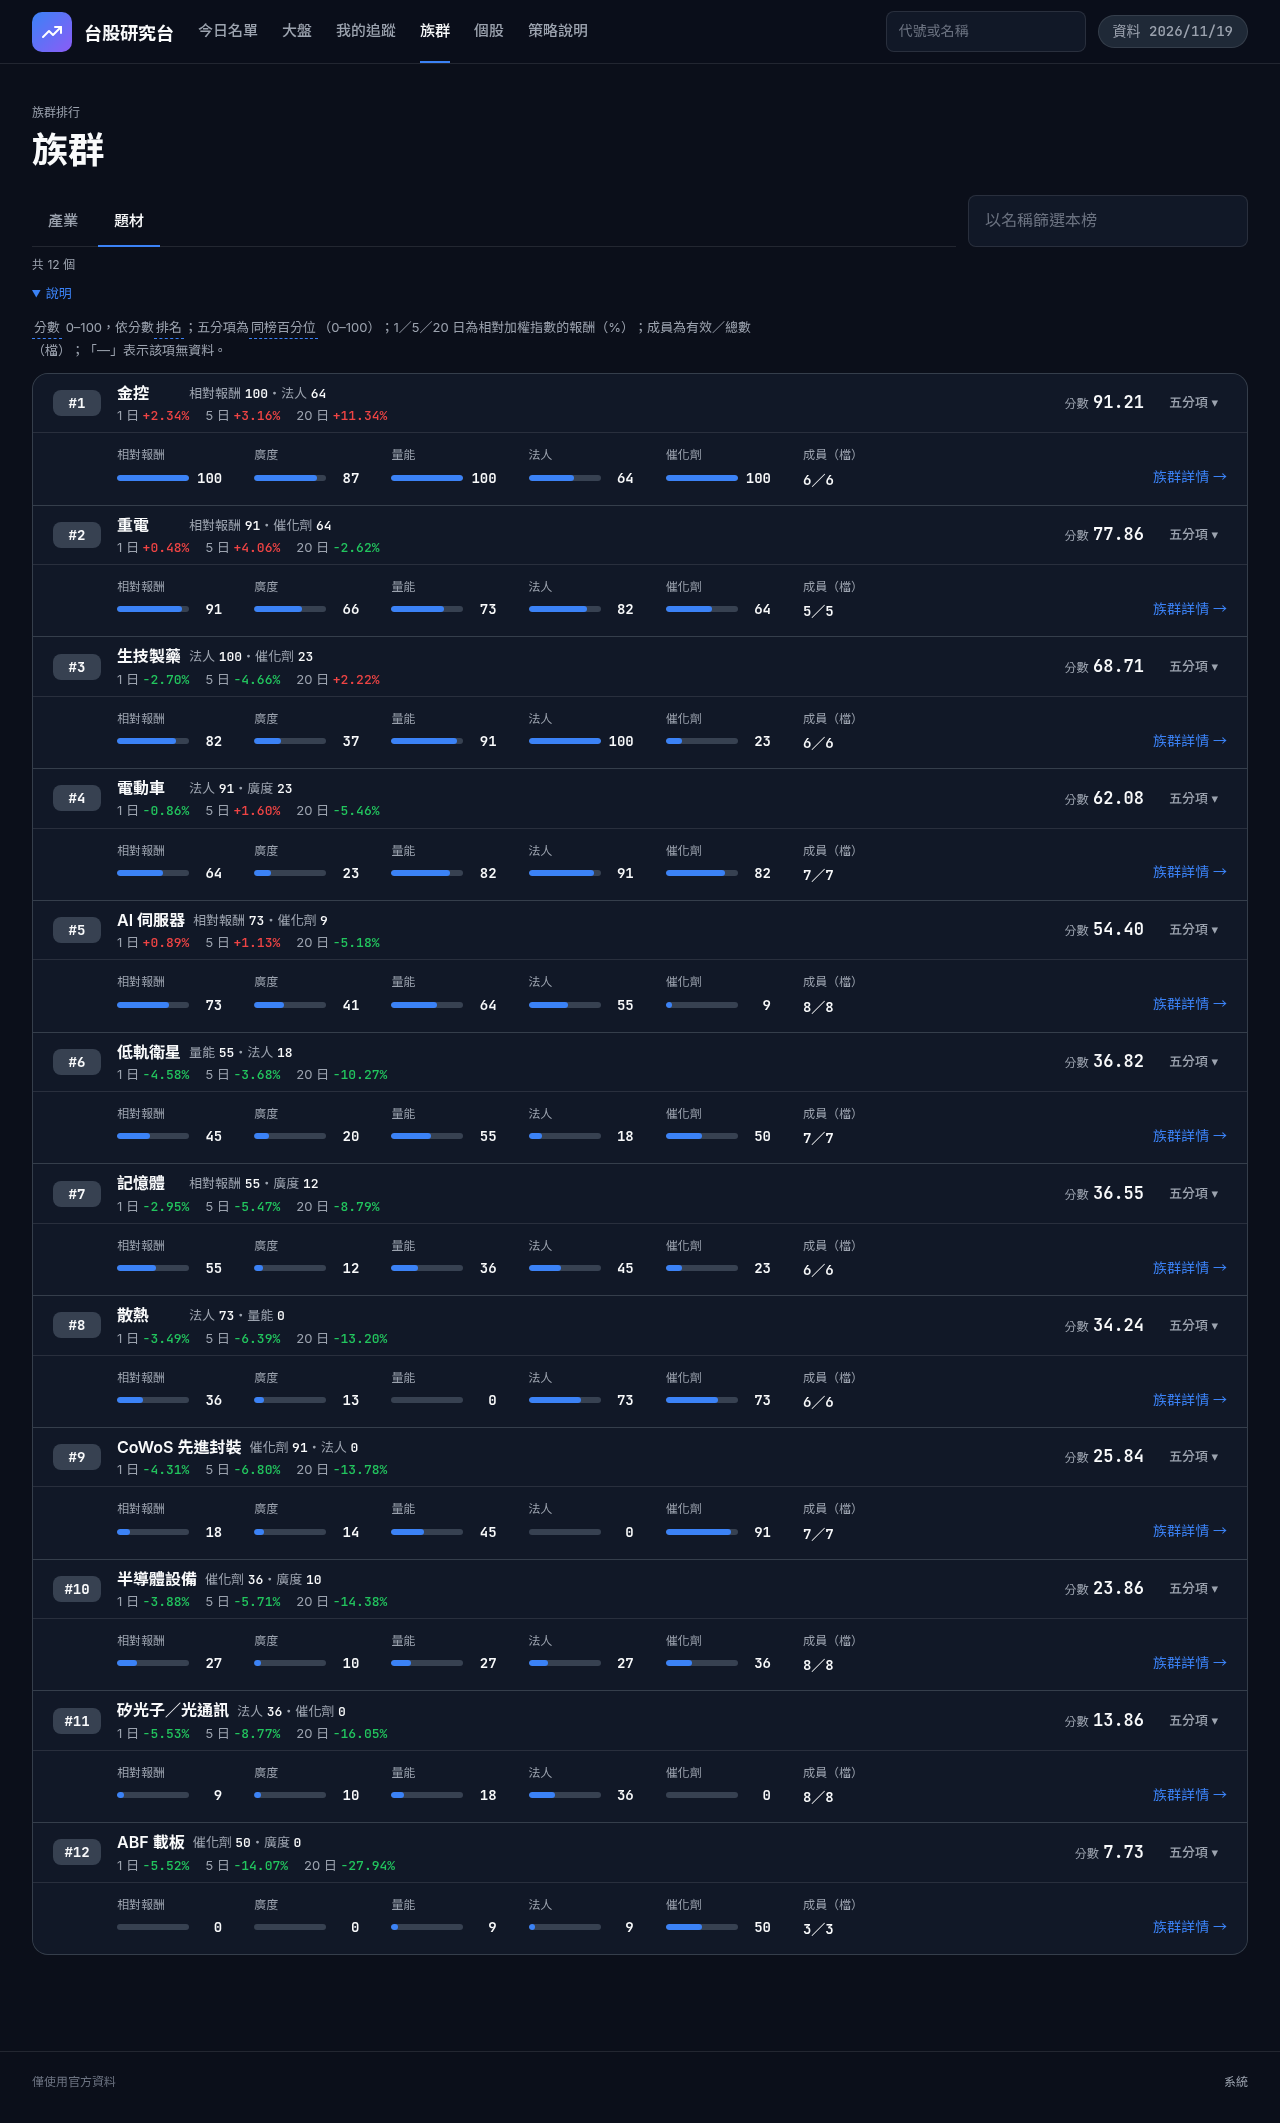 台股研究台 今日名單 大盤 我的追蹤 族群 個股 策略說明 代號或名稱 資料 2026/11/19
族群排行
族群
產業 題材 以名稱篩選本榜
共 12 個
▼ 說明
分數 0–100，依分數排名；五分項為同榜百分位（0–100）；1／5／20 日為相對加權指數的報酬（%）；成員為有效／總數
（檔）；「—」表示該項無資料。
#1 金控 相對報酬 100・法人 64 分數 91.21 五分項 ▾
1 日 +2.34% 5 日 +3.16% 20 日 +11.34%
相對報酬 廣度 量能 法人 催化劑 成員（檔）
100 87 100 64 100 6／6 族群詳情 →
#2 重電 相對報酬 91・催化劑 64 分數 77.86 五分項 ▾
1 日 +0.48% 5 日 +4.06% 20 日 -2.62%
相對報酬 廣度 量能 法人 催化劑 成員（檔）
91 66 73 82 64 5／5 族群詳情 →
#3 生技製藥 法人 100・催化劑 23 分數 68.71 五分項 ▾
1 日 -2.70% 5 日 -4.66% 20 日 +2.22%
相對報酬 廣度 量能 法人 催化劑 成員（檔）
82 37 91 100 23 6／6 族群詳情 →
#4 電動車 法人 91・廣度 23 分數 62.08 五分項 ▾
1 日 -0.86% 5 日 +1.60% 20 日 -5.46%
相對報酬 廣度 量能 法人 催化劑 成員（檔）
64 23 82 91 82 7／7 族群詳情 →
#5 AI 伺服器 相對報酬 73・催化劑 9 分數 54.40 五分項 ▾
1 日 +0.89% 5 日 +1.13% 20 日 -5.18%
相對報酬 廣度 量能 法人 催化劑 成員（檔）
73 41 64 55 9 8／8 族群詳情 →
#6 低軌衛星 量能 55・法人 18 分數 36.82 五分項 ▾
1 日 -4.58% 5 日 -3.68% 20 日 -10.27%
相對報酬 廣度 量能 法人 催化劑 成員（檔）
45 20 55 18 50 7／7 族群詳情 →
#7 記憶體 相對報酬 55・廣度 12 分數 36.55 五分項 ▾
1 日 -2.95% 5 日 -5.47% 20 日 -8.79%
相對報酬 廣度 量能 法人 催化劑 成員（檔）
55 12 36 45 23 6／6 族群詳情 →
#8 散熱 法人 73・量能 0 分數 34.24 五分項 ▾
1 日 -3.49% 5 日 -6.39% 20 日 -13.20%
相對報酬 廣度 量能 法人 催化劑 成員（檔）
36 13 0 73 73 6／6 族群詳情 →
#9 CoWoS 先進封裝 催化劑 91・法人 0 分數 25.84 五分項 ▾
1 日 -4.31% 5 日 -6.80% 20 日 -13.78%
相對報酬 廣度 量能 法人 催化劑 成員（檔）
18 14 45 0 91 7／7 族群詳情 →
#10 半導體設備 催化劑 36・廣度 10 分數 23.86 五分項 ▾
1 日 -3.88% 5 日 -5.71% 20 日 -14.38%
相對報酬 廣度 量能 法人 催化劑 成員（檔）
27 10 27 27 36 8／8 族群詳情 →
#11 矽光子／光通訊 法人 36・催化劑 0 分數 13.86 五分項 ▾
1 日 -5.53% 5 日 -8.77% 20 日 -16.05%
相對報酬 廣度 量能 法人 催化劑 成員（檔）
9 10 18 36 0 8／8 族群詳情 →
#12 ABF 載板 催化劑 50・廣度 0 分數 7.73 五分項 ▾
1 日 -5.52% 5 日 -14.07% 20 日 -27.94%
相對報酬 廣度 量能 法人 催化劑 成員（檔）
0 0 9 9 50 3／3 族群詳情 →
僅使用官方資料 系統